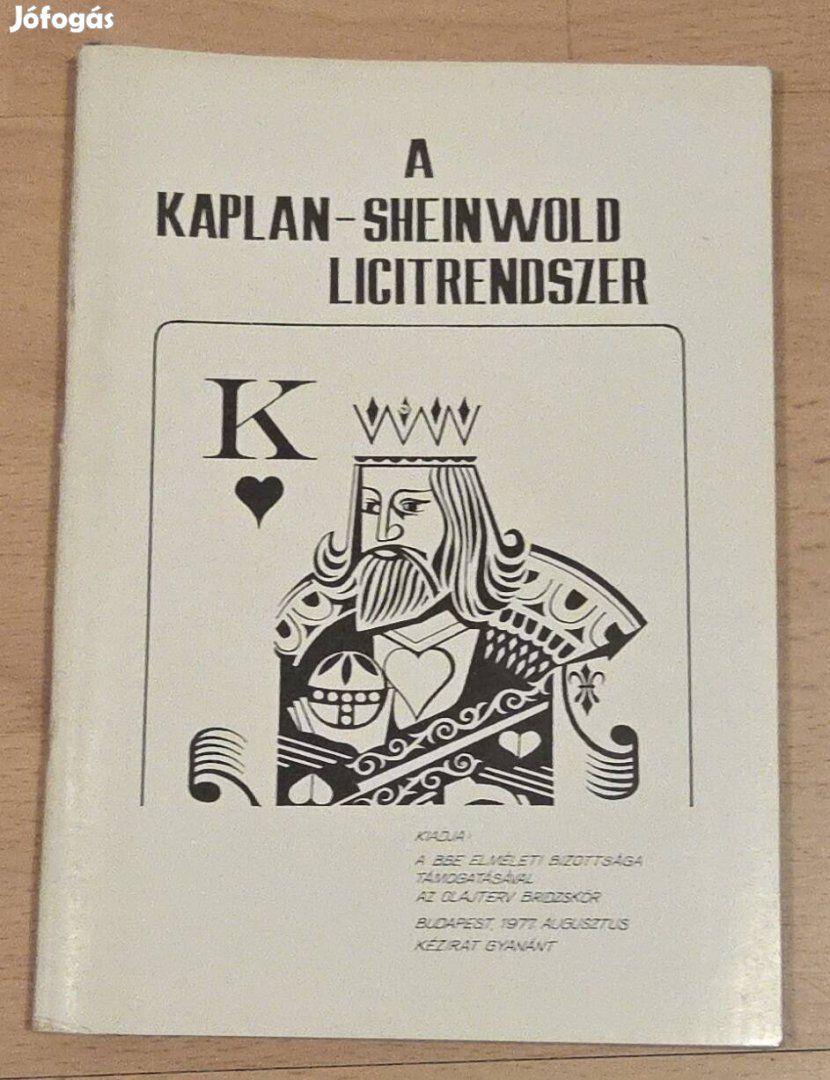 Jófogás
A
KAPLAN-SHEINWOLD
LICITRENDSZER
K
KIADJA:
A BBE ELMÉLETI BIZOTTSÁGA
TÁMOGATÁSÁVAL
AZ OLAJTERV BRIDZSKÖR
BUDAPEST, 1977. AUGUSZTUS
KÉZIRAT GYANÁNT